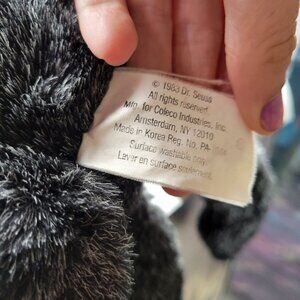 © 1983 Dr. Seuss
All rights reserved
Mfg. for Coleco Industries, Inc.
Amsterdam, NY 12010
Made in Korea Reg. No. PA-
Surface washable only
Laver en surface seulement.